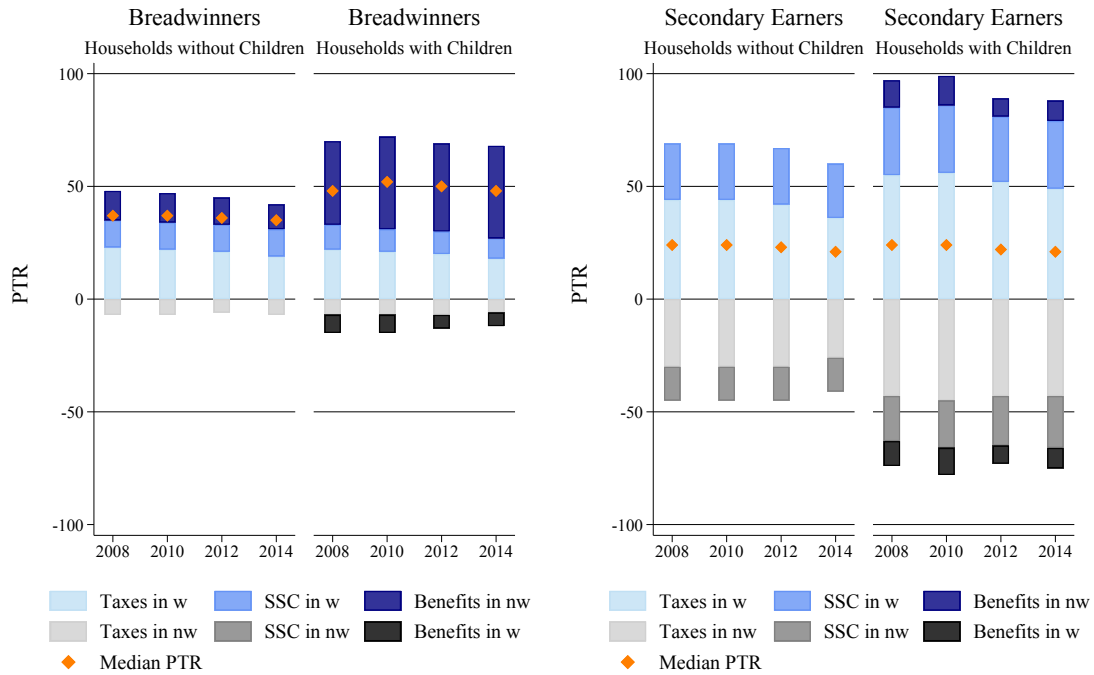 Breadwinners
Households without Children
Breadwinners
Households with Children
PTR
100
50
0
-50
-100
2008 2010 2012 2014
2008 2010 2012 2014
Taxes in w SSC in w Benefits in nw
Taxes in nw SSC in nw Benefits in w
Median PTR
Secondary Earners
Households without Children
Secondary Earners
Households with Children
PTR
100
50
0
-50
-100
2008 2010 2012 2014
2008 2010 2012 2014
Taxes in w SSC in w Benefits in nw
Taxes in nw SSC in nw Benefits in w
Median PTR